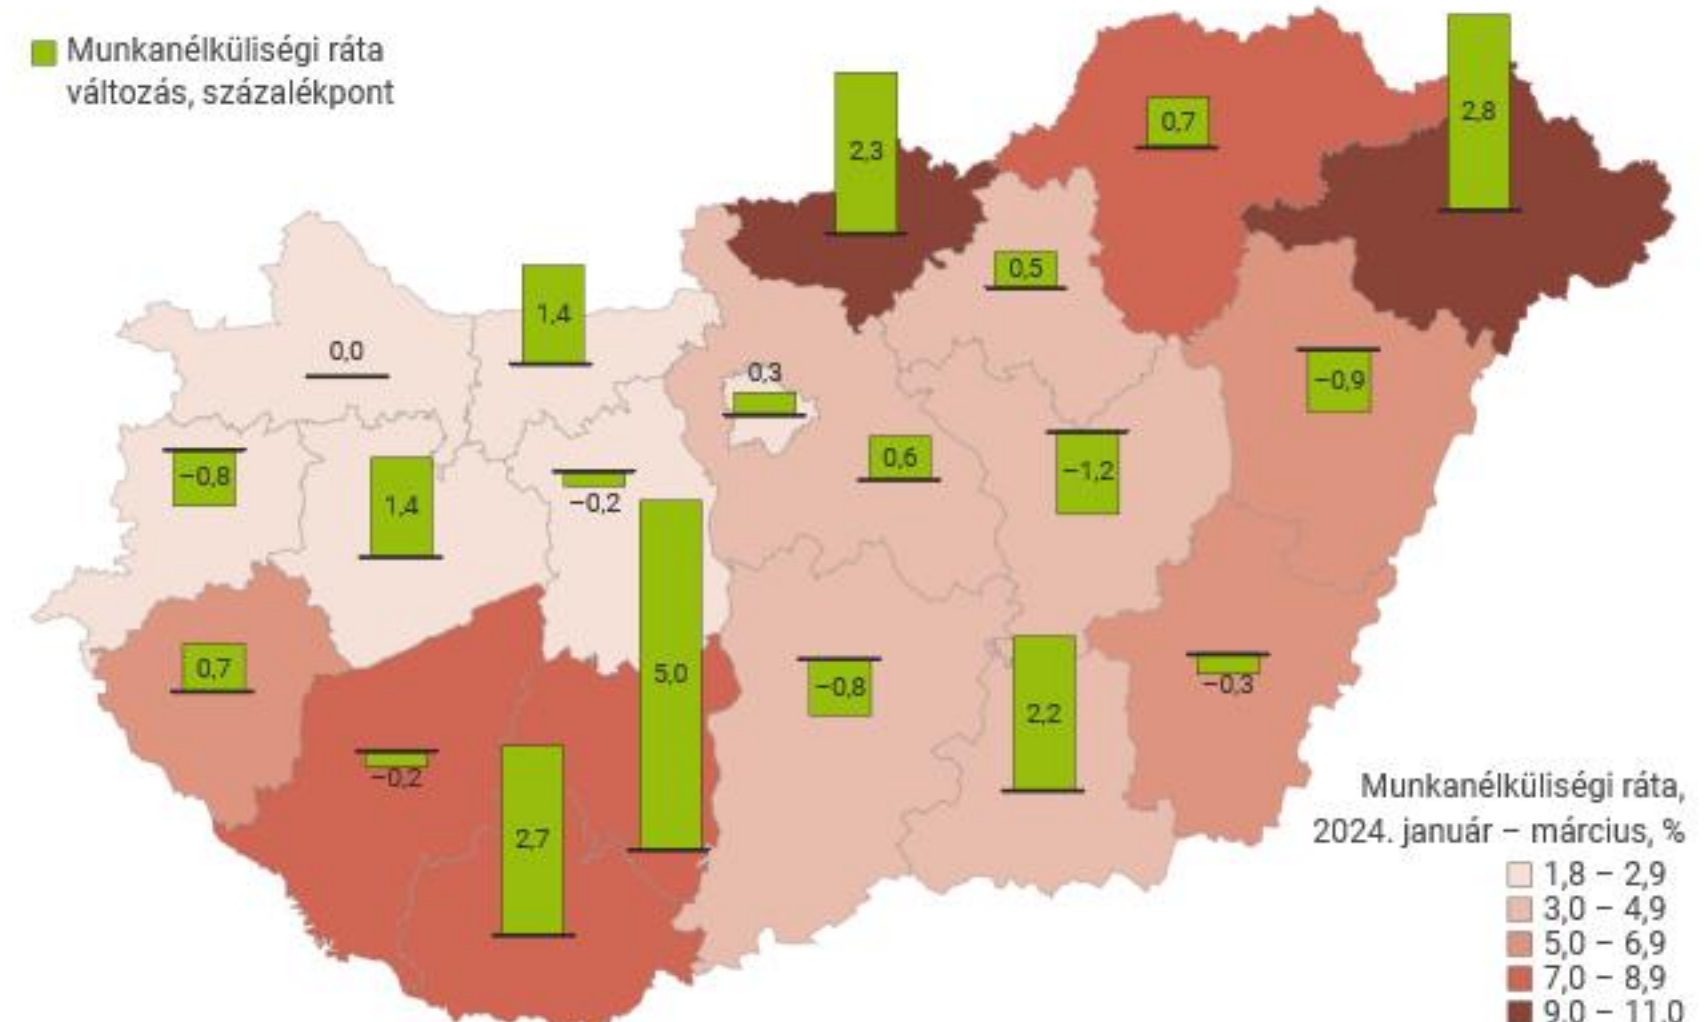 Munkanélküliségi ráta
változás, százalékpont
2,8
2,3
0,7
0,5
1,4
0,0
0,3
−0,9
0,6
−1,2
−0,8
1,4
−0,2
5,0
0,7
−0,8
2,2
−0,3
−0,2
2,7
Munkanélküliségi ráta,
2024. január – március, %
1,8 – 2,9
3,0 – 4,9
5,0 – 6,9
7,0 – 8,9
9,0 – 11,0